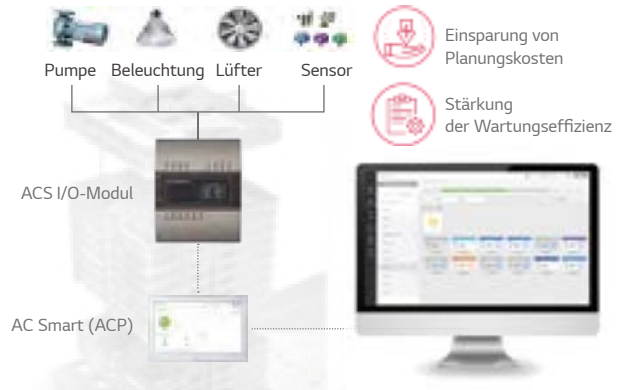 Pumpe Beleuchtung Lüfter Sensor
Einsparung von
Planungskosten
Stärkung
der Wartungseffizienz
ACS I/O-Modul
AC Smart (ACP)